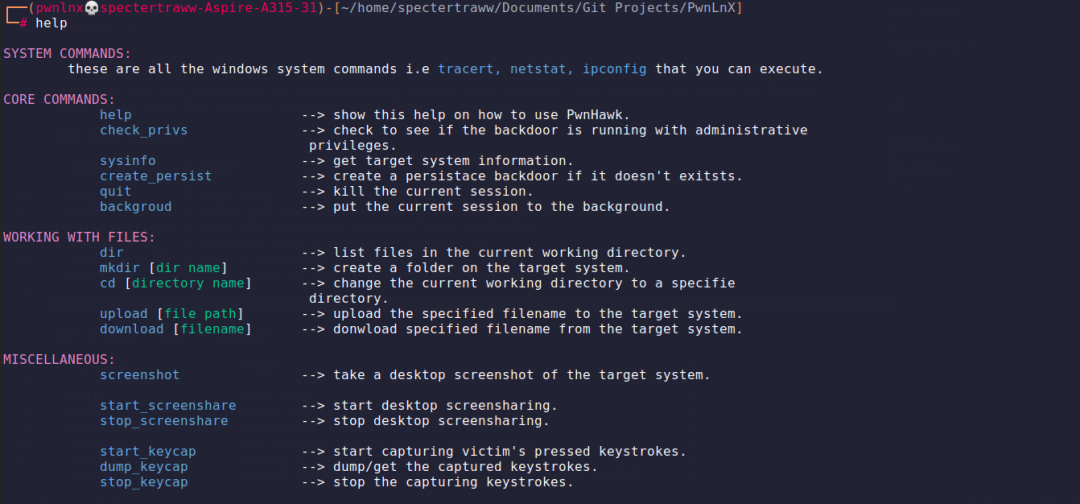 (pwnlnx💀spectertraww-Aspire-A315-31)-[~/home/spectertraww/Documents/Git Projects/PwnLnX]
# help
SYSTEM COMMANDS:
these are all the windows system commands i.e tracert, netstat, ipconfig that you can execute.
CORE COMMANDS:
help --> show this help on how to use PwnHawk.
check_privs --> check to see if the backdoor is running with administrative
privileges.
sysinfo --> get target system information.
create_persist --> create a persistace backdoor if it doesn't exitsts.
quit --> kill the current session.
backgroud --> put the current session to the background.
WORKING WITH FILES:
dir --> list files in the current working directory.
mkdir [dir name] --> create a folder on the target system.
cd [directory name] --> change the current working directory to a specifie
directory.
upload [file path] --> upload the specified filename to the target system.
download [filename] --> donwload specified filename from the target system.
MISCELLANEOUS:
screenshot --> take a desktop screenshot of the target system.
start_screenshare --> start desktop screensharing.
stop_screenshare --> stop desktop screensharing.
start_keycap --> start capturing victim's pressed keystrokes.
dump_keycap --> dump/get the captured keystrokes.
stop_keycap --> stop the capturing keystrokes.